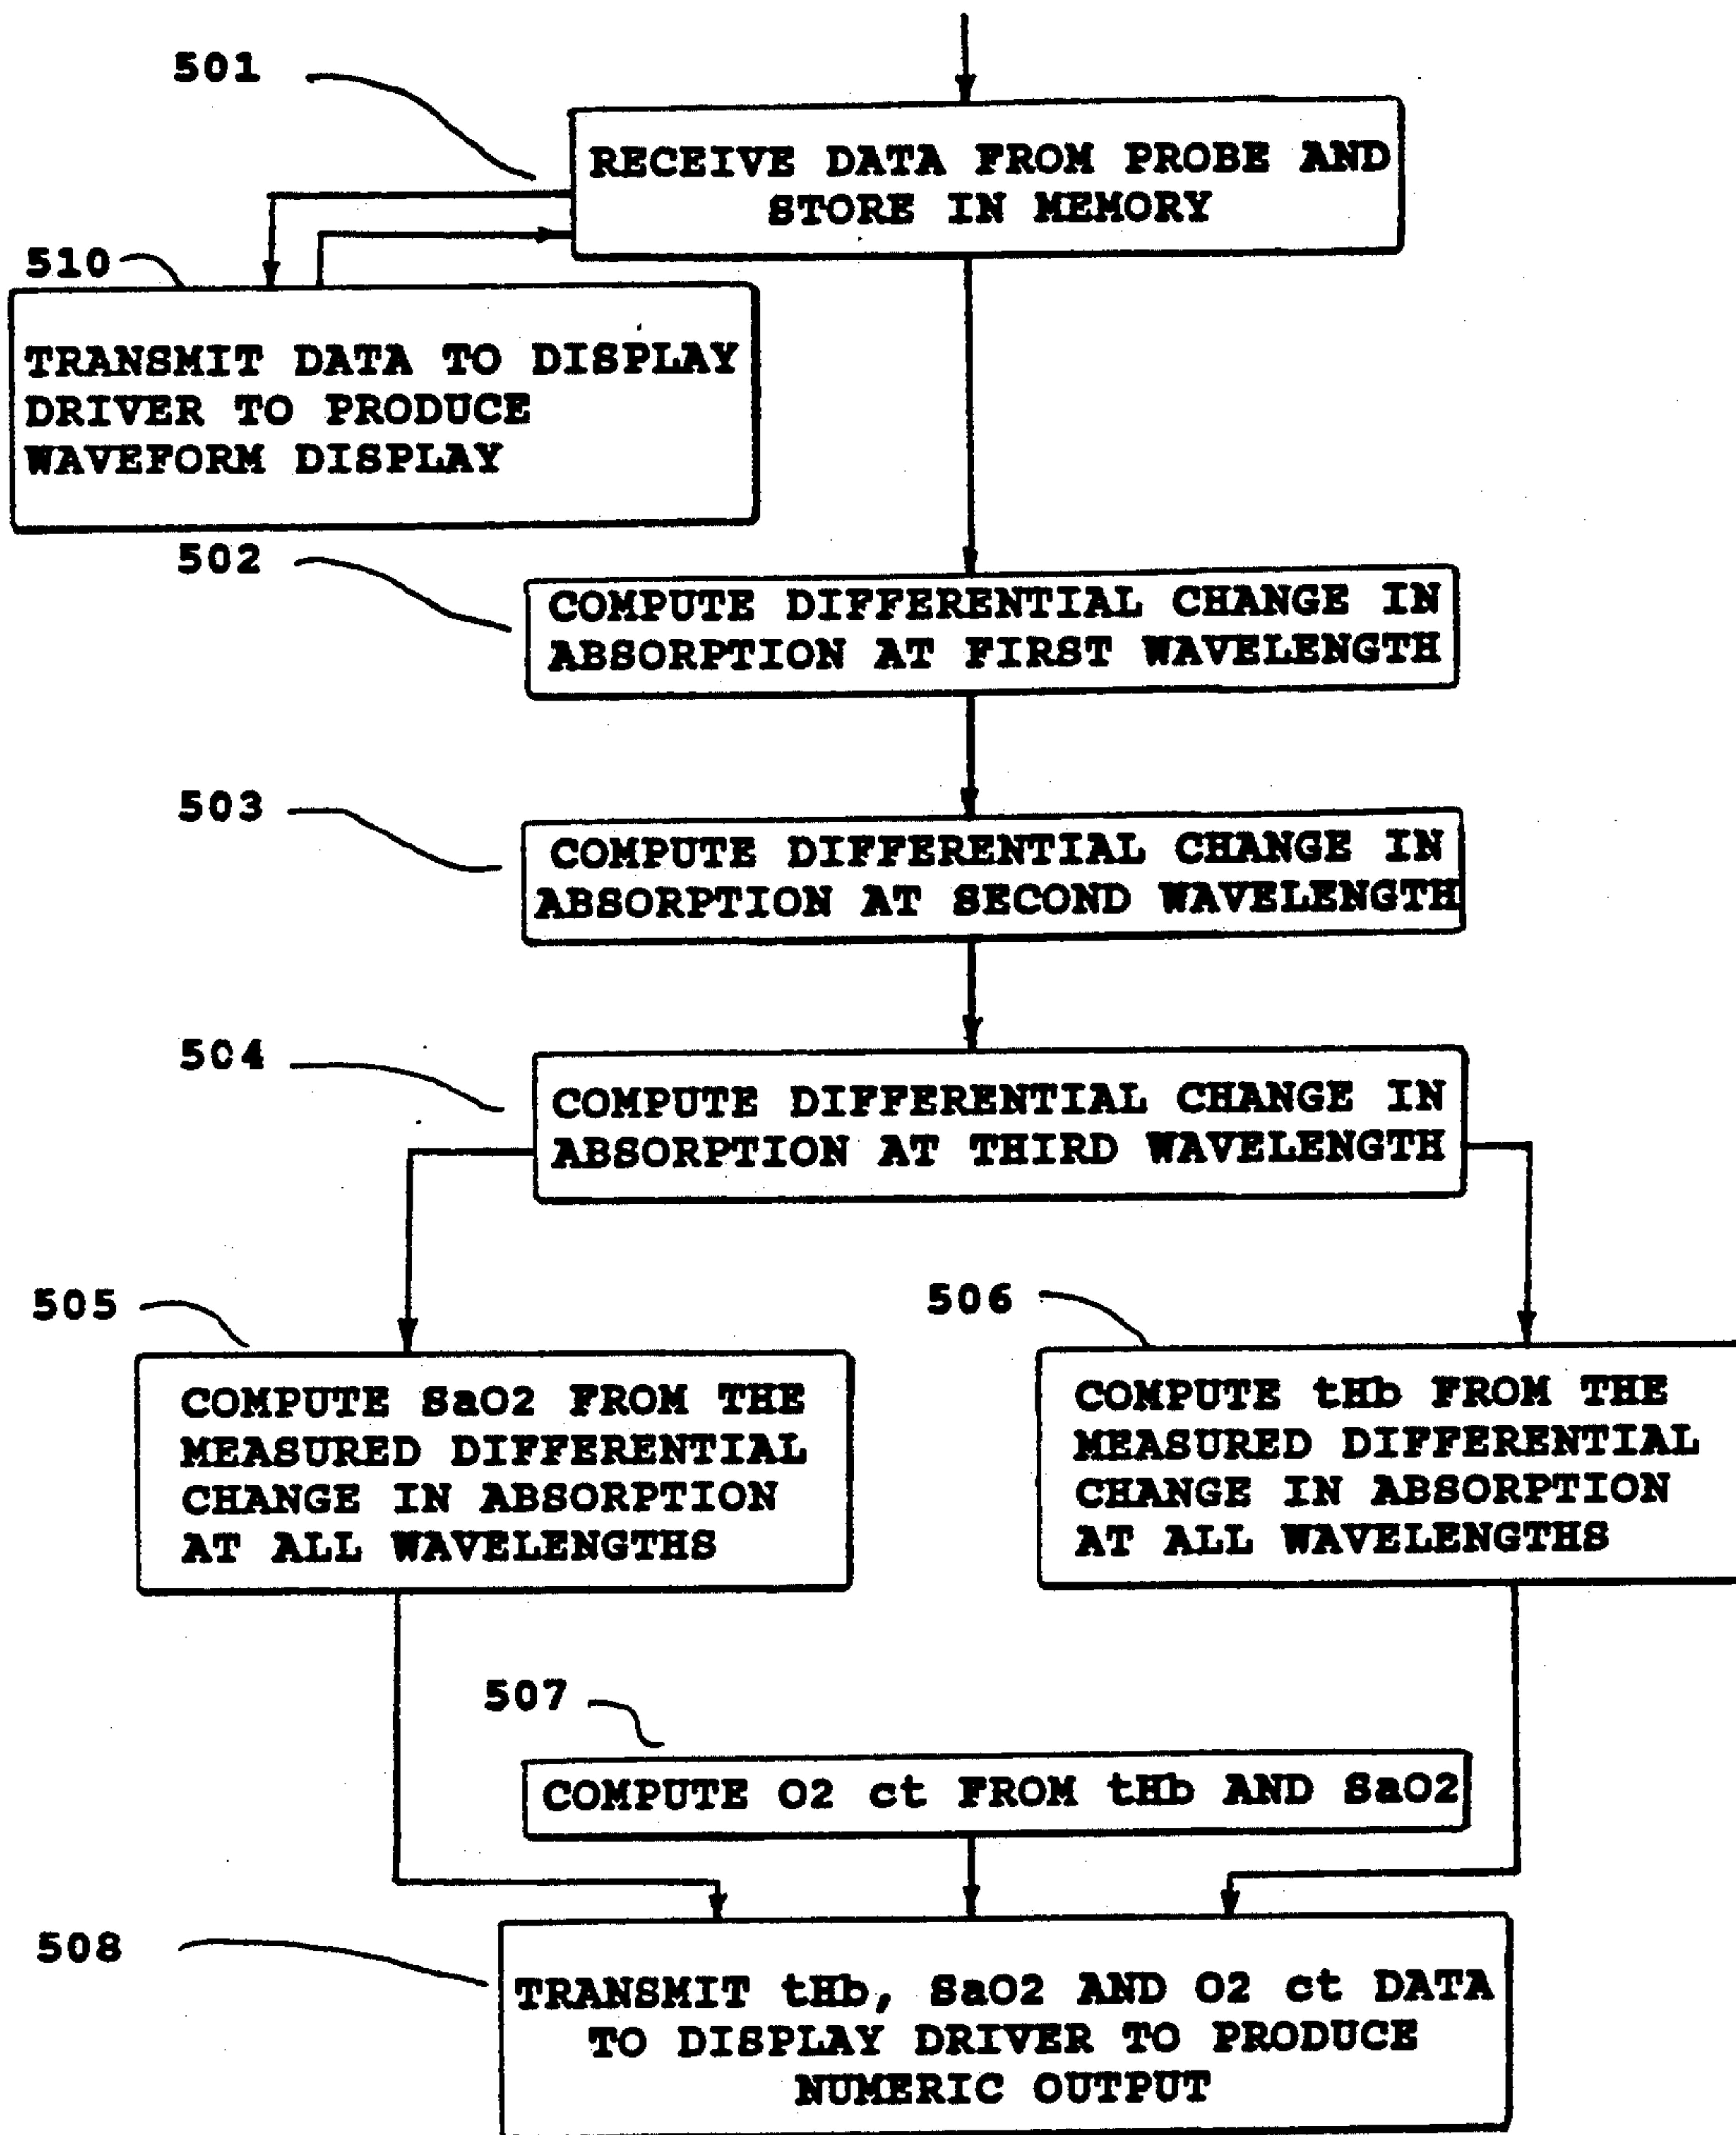 501
RECEIVE DATA FROM PROBE AND
STORE IN MEMORY
510
TRANSMIT DATA TO DISPLAY
DRIVER TO PRODUCE
WAVEFORM DISPLAY
502
COMPUTE DIFFERENTIAL CHANGE IN
ABSORPTION AT FIRST WAVELENGTH
503
COMPUTE DIFFERENTIAL CHANGE IN
ABSORPTION AT SECOND WAVELENGTH
504
COMPUTE DIFFERENTIAL CHANGE IN
ABSORPTION AT THIRD WAVELENGTH
505
COMPUTE SaO2 FROM THE
MEASURED DIFFERENTIAL
CHANGE IN ABSORPTION
AT ALL WAVELENGTHS
506
COMPUTE tHb FROM THE
MEASURED DIFFERENTIAL
CHANGE IN ABSORPTION
AT ALL WAVELENGTHS
507
COMPUTE O2 ct FROM tHb AND SaO2
508
TRANSMIT tHb, SaO2 AND O2 ct DATA
TO DISPLAY DRIVER TO PRODUCE
NUMERIC OUTPUT